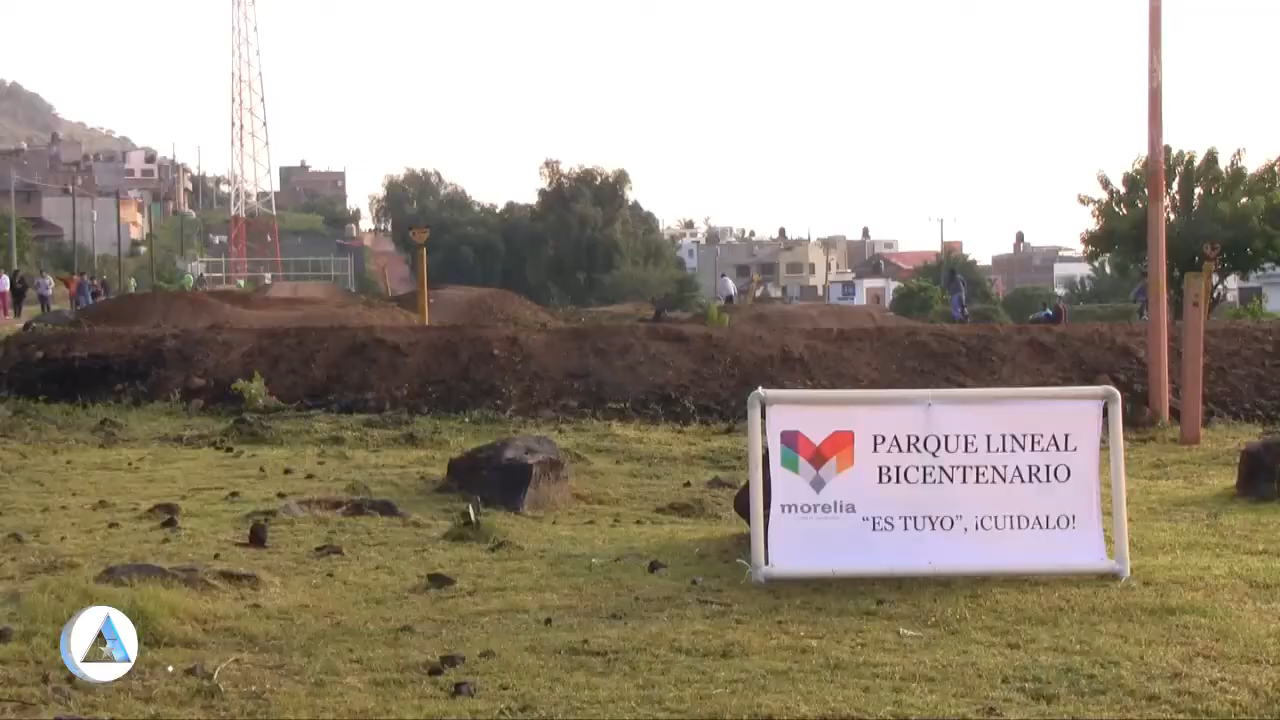 PARQUE LINEAL
BICENTENARIO
morelia
“ES TUYO”, ¡CUIDALO!